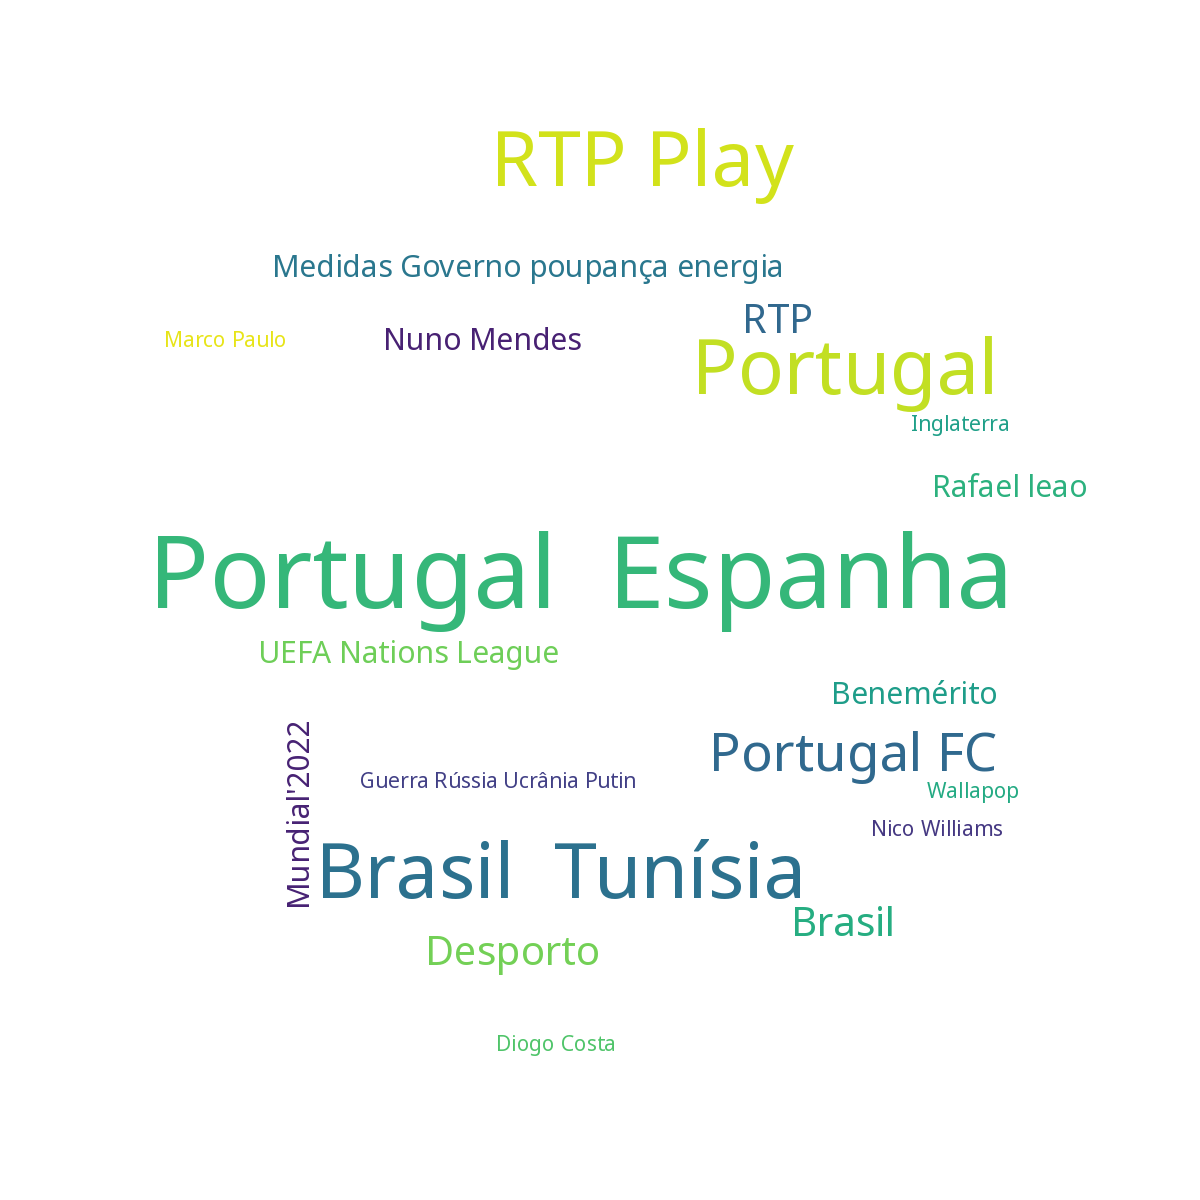 RTP Play
Medidas Governo poupança energia
RTP
Marco Paulo
Nuno Mendes
Portugal
Inglaterra
Rafael leao
Portugal Espanha
UEFA Nations League
Benemérito
Mundial'2022
Portugal FC
Guerra Rússia Ucrânia Putin
Wallapop
Nico Williams
Brasil Tunísia
Brasil
Desporto
Diogo Costa